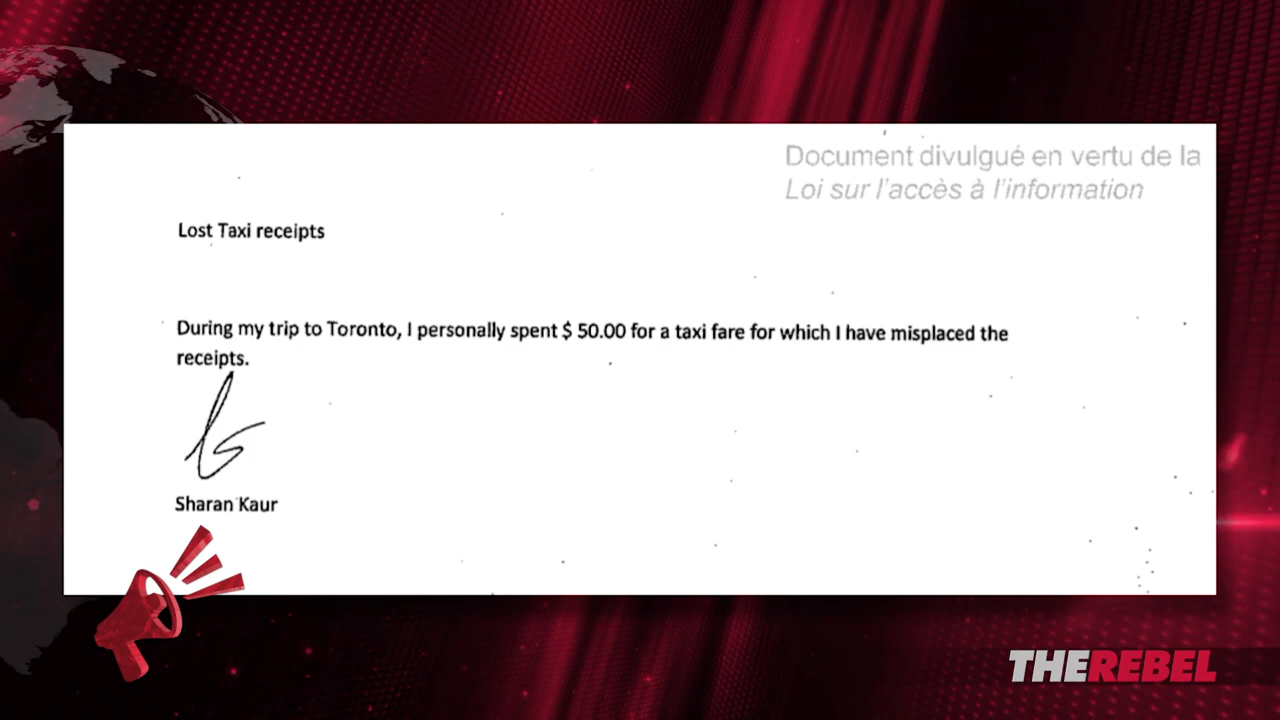 Document divulgué en vertu de la
Loi sur l'accès à l'information
Lost Taxi receipts
During my trip to Toronto, I personally spent $ 50.00 for a taxi fare for which I have misplaced the
receipts.
Sharan Kaur
THEREBEL